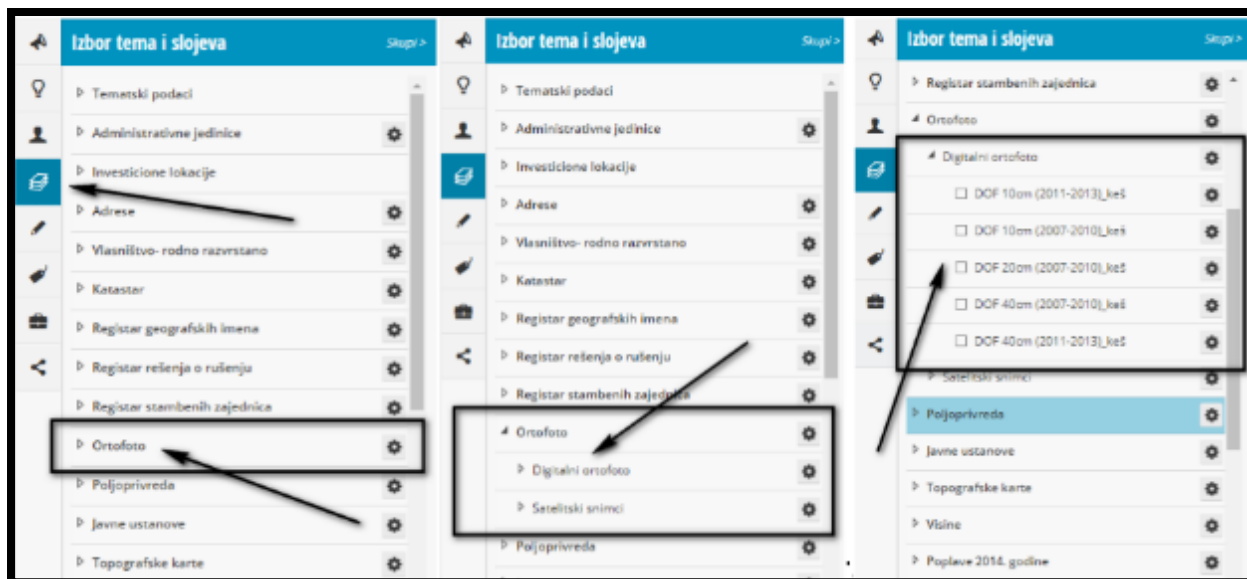 Izbor tema i slojeva
Skupi >
Tematski podaci
Administrativne jedinice
Investicione lokacije
Adrese
Vlasništvo- rodno razvrstano
Katastar
Registar geografskih imena
Registar rešenja o rušenju
Registar stambenih zajednica
Ortofoto
Poljoprivreda
Javne ustanove
Topografske karte
Izbor tema i slojeva
Skupi >
Tematski podaci
Administrativne jedinice
Investicione lokacije
Adrese
Vlasništvo- rodno razvrstano
Katastar
Registar geografskih imena
Registar rešenja o rušenju
Registar stambenih zajednica
Ortofoto
Digitalni ortofoto
Satelitski snimci
Poljoprivreda
Izbor tema i slojeva
Skupi >
Registar stambenih zajednica
Ortofoto
Digitalni ortofoto
DOF 10cm (2011-2013)_keš
DOF 10cm (2007-2010)_keš
DOF 20cm (2007-2010)_keš
DOF 40cm (2007-2010)_keš
DOF 40cm (2011-2013)_keš
Satelitski snimci
Poljoprivreda
Javne ustanove
Topografske karte
Visine
Poplave 2014. godine